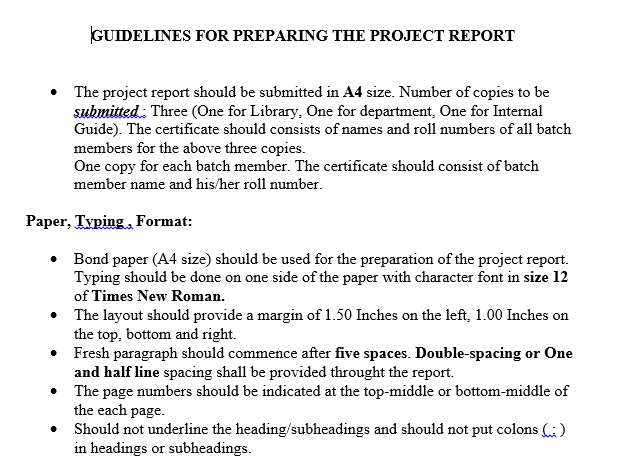 GUIDELINES FOR PREPARING THE PROJECT REPORT
• The project report should be submitted in A4 size. Number of copies to be
submitted : Three (One for Library, One for department, One for Internal
Guide). The certificate should consists of names and roll numbers of all batch
members for the above three copies.
One copy for each batch member. The certificate should consist of batch
member name and his/her roll number.
Paper, Typing , Format:
• Bond paper (A4 size) should be used for the preparation of the project report.
Typing should be done on one side of the paper with character font in size 12
of Times New Roman.
• The layout should provide a margin of 1.50 Inches on the left, 1.00 Inches on
the top, bottom and right.
• Fresh paragraph should commence after five spaces. Double-spacing or One
and half line spacing shall be provided throught the report.
• The page numbers should be indicated at the top-middle or bottom-middle of
the each page.
• Should not underline the heading/subheadings and should not put colons ( : )
in headings or subheadings.